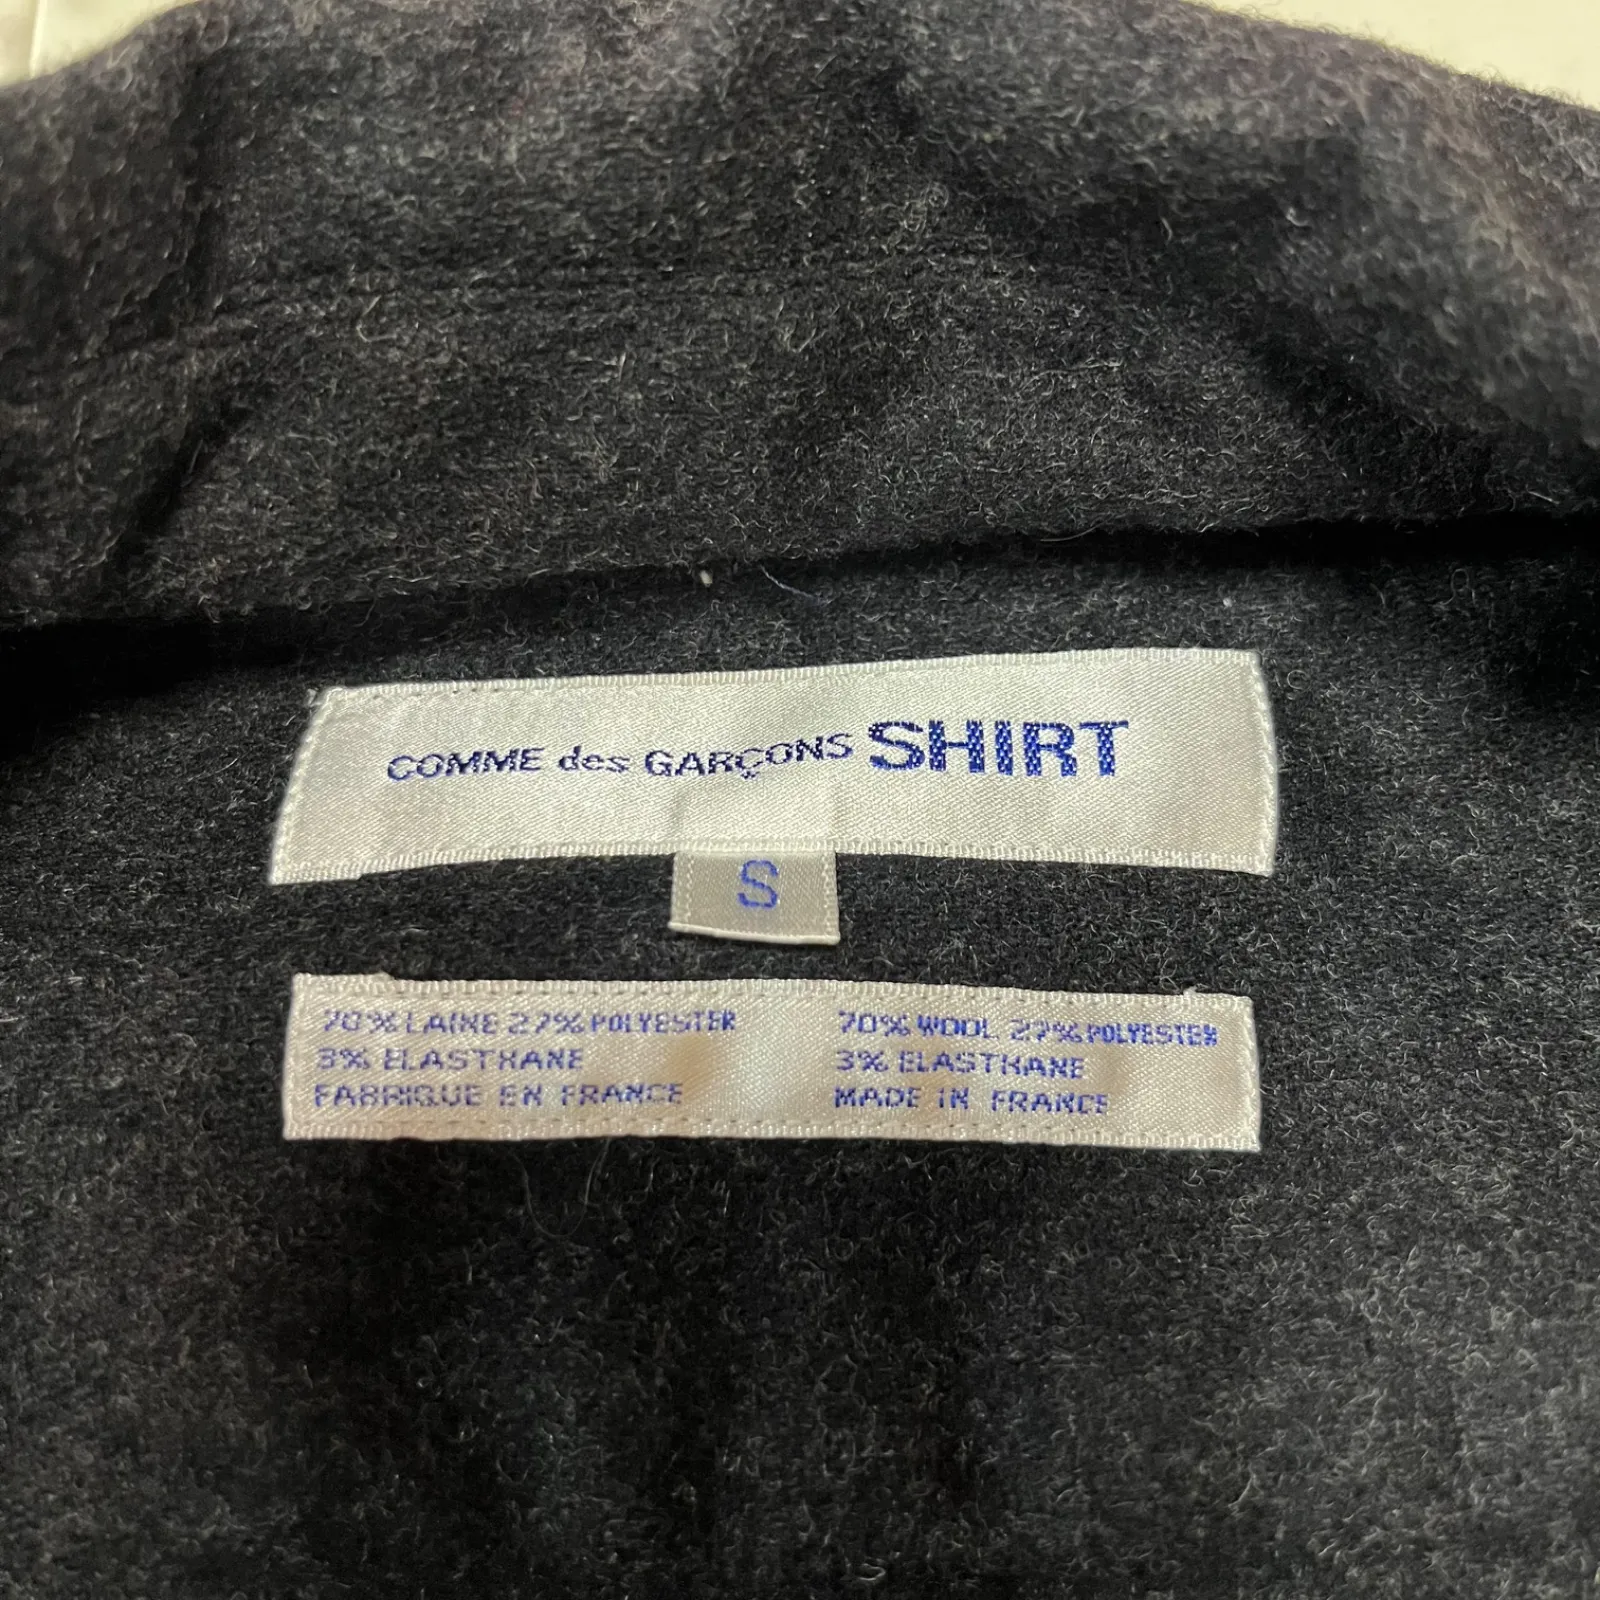 COMME des GARÇONS SHIRT
S
70% LAINE 27% POLYESTER
3% ELASTHANE
FABRIQUE EN FRANCE
70% WOOL 27% POLYESTER
3% ELASTHANE
MADE IN FRANCE